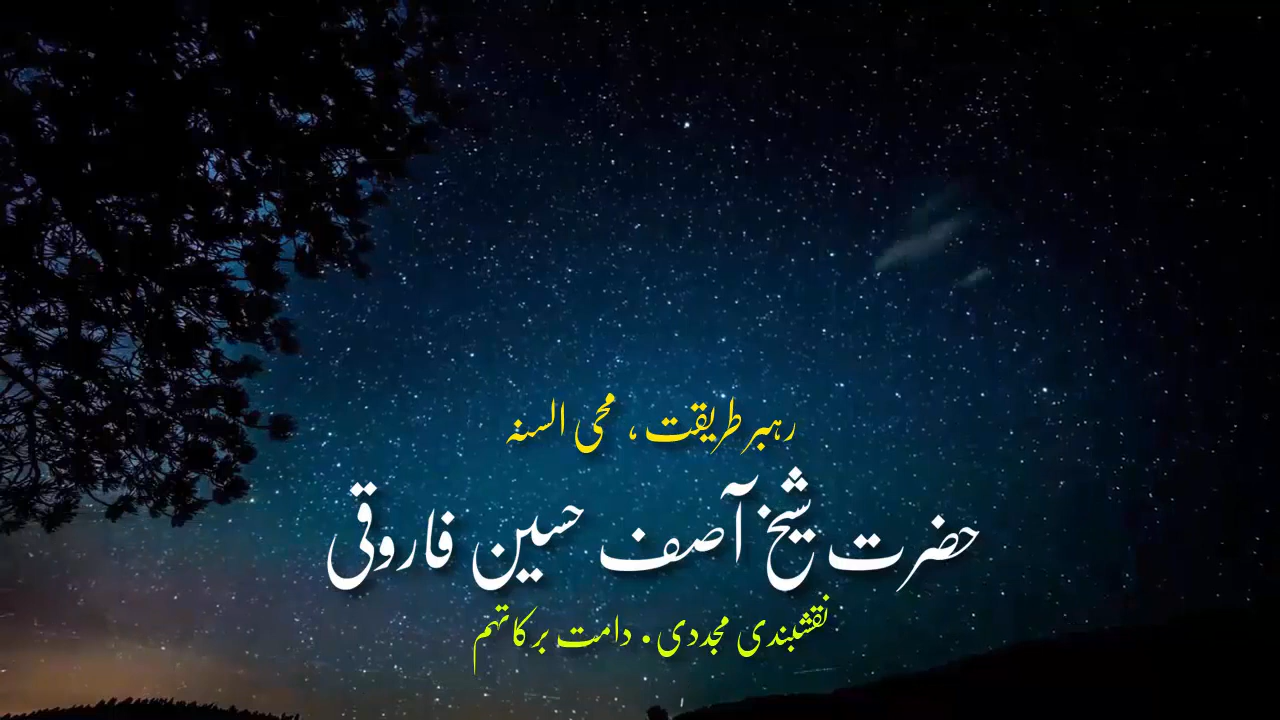 رہبر طریقت، محی السنہ
حضرت شیخ آصف حسین فاروقی
نقشبندی مجددی۔ دامت برکاتہم